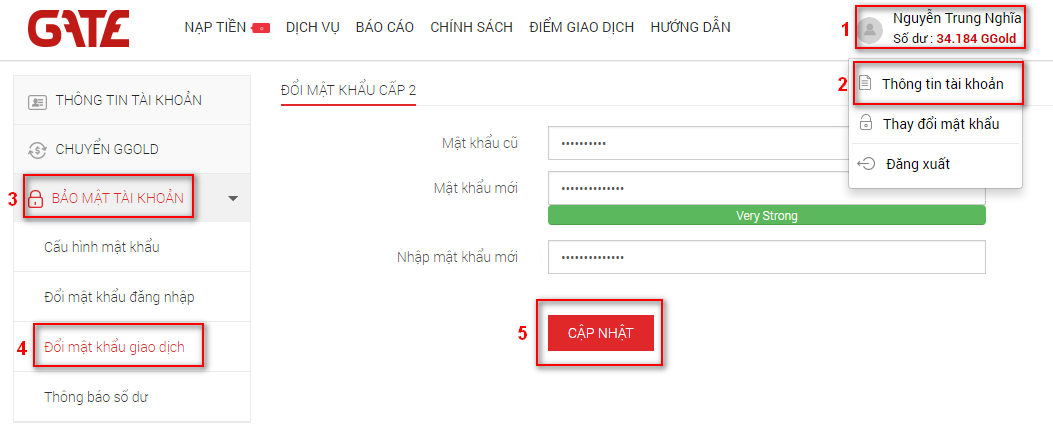 GATE
NẠP TIỀN
DỊCH VỤ
BÁO CÁO
CHÍNH SÁCH
ĐIỂM GIAO DỊCH
HƯỚNG DẪN
1
Nguyễn Trung Nghĩa
Số dư : 34.184 GGold
2
Thông tin tài khoản
Thay đổi mật khẩu
Đăng xuất
THÔNG TIN TÀI KHOẢN
CHUYỂN GGOLD
3
BẢO MẬT TÀI KHOẢN
Cấu hình mật khẩu
Đổi mật khẩu đăng nhập
4
Đổi mật khẩu giao dịch
Thông báo số dư
ĐỔI MẬT KHẨU CẤP 2
Mật khẩu cũ
••••••••••
Mật khẩu mới
••••••••••••••
Very Strong
Nhập mật khẩu mới
••••••••••••••
5
CẬP NHẬT